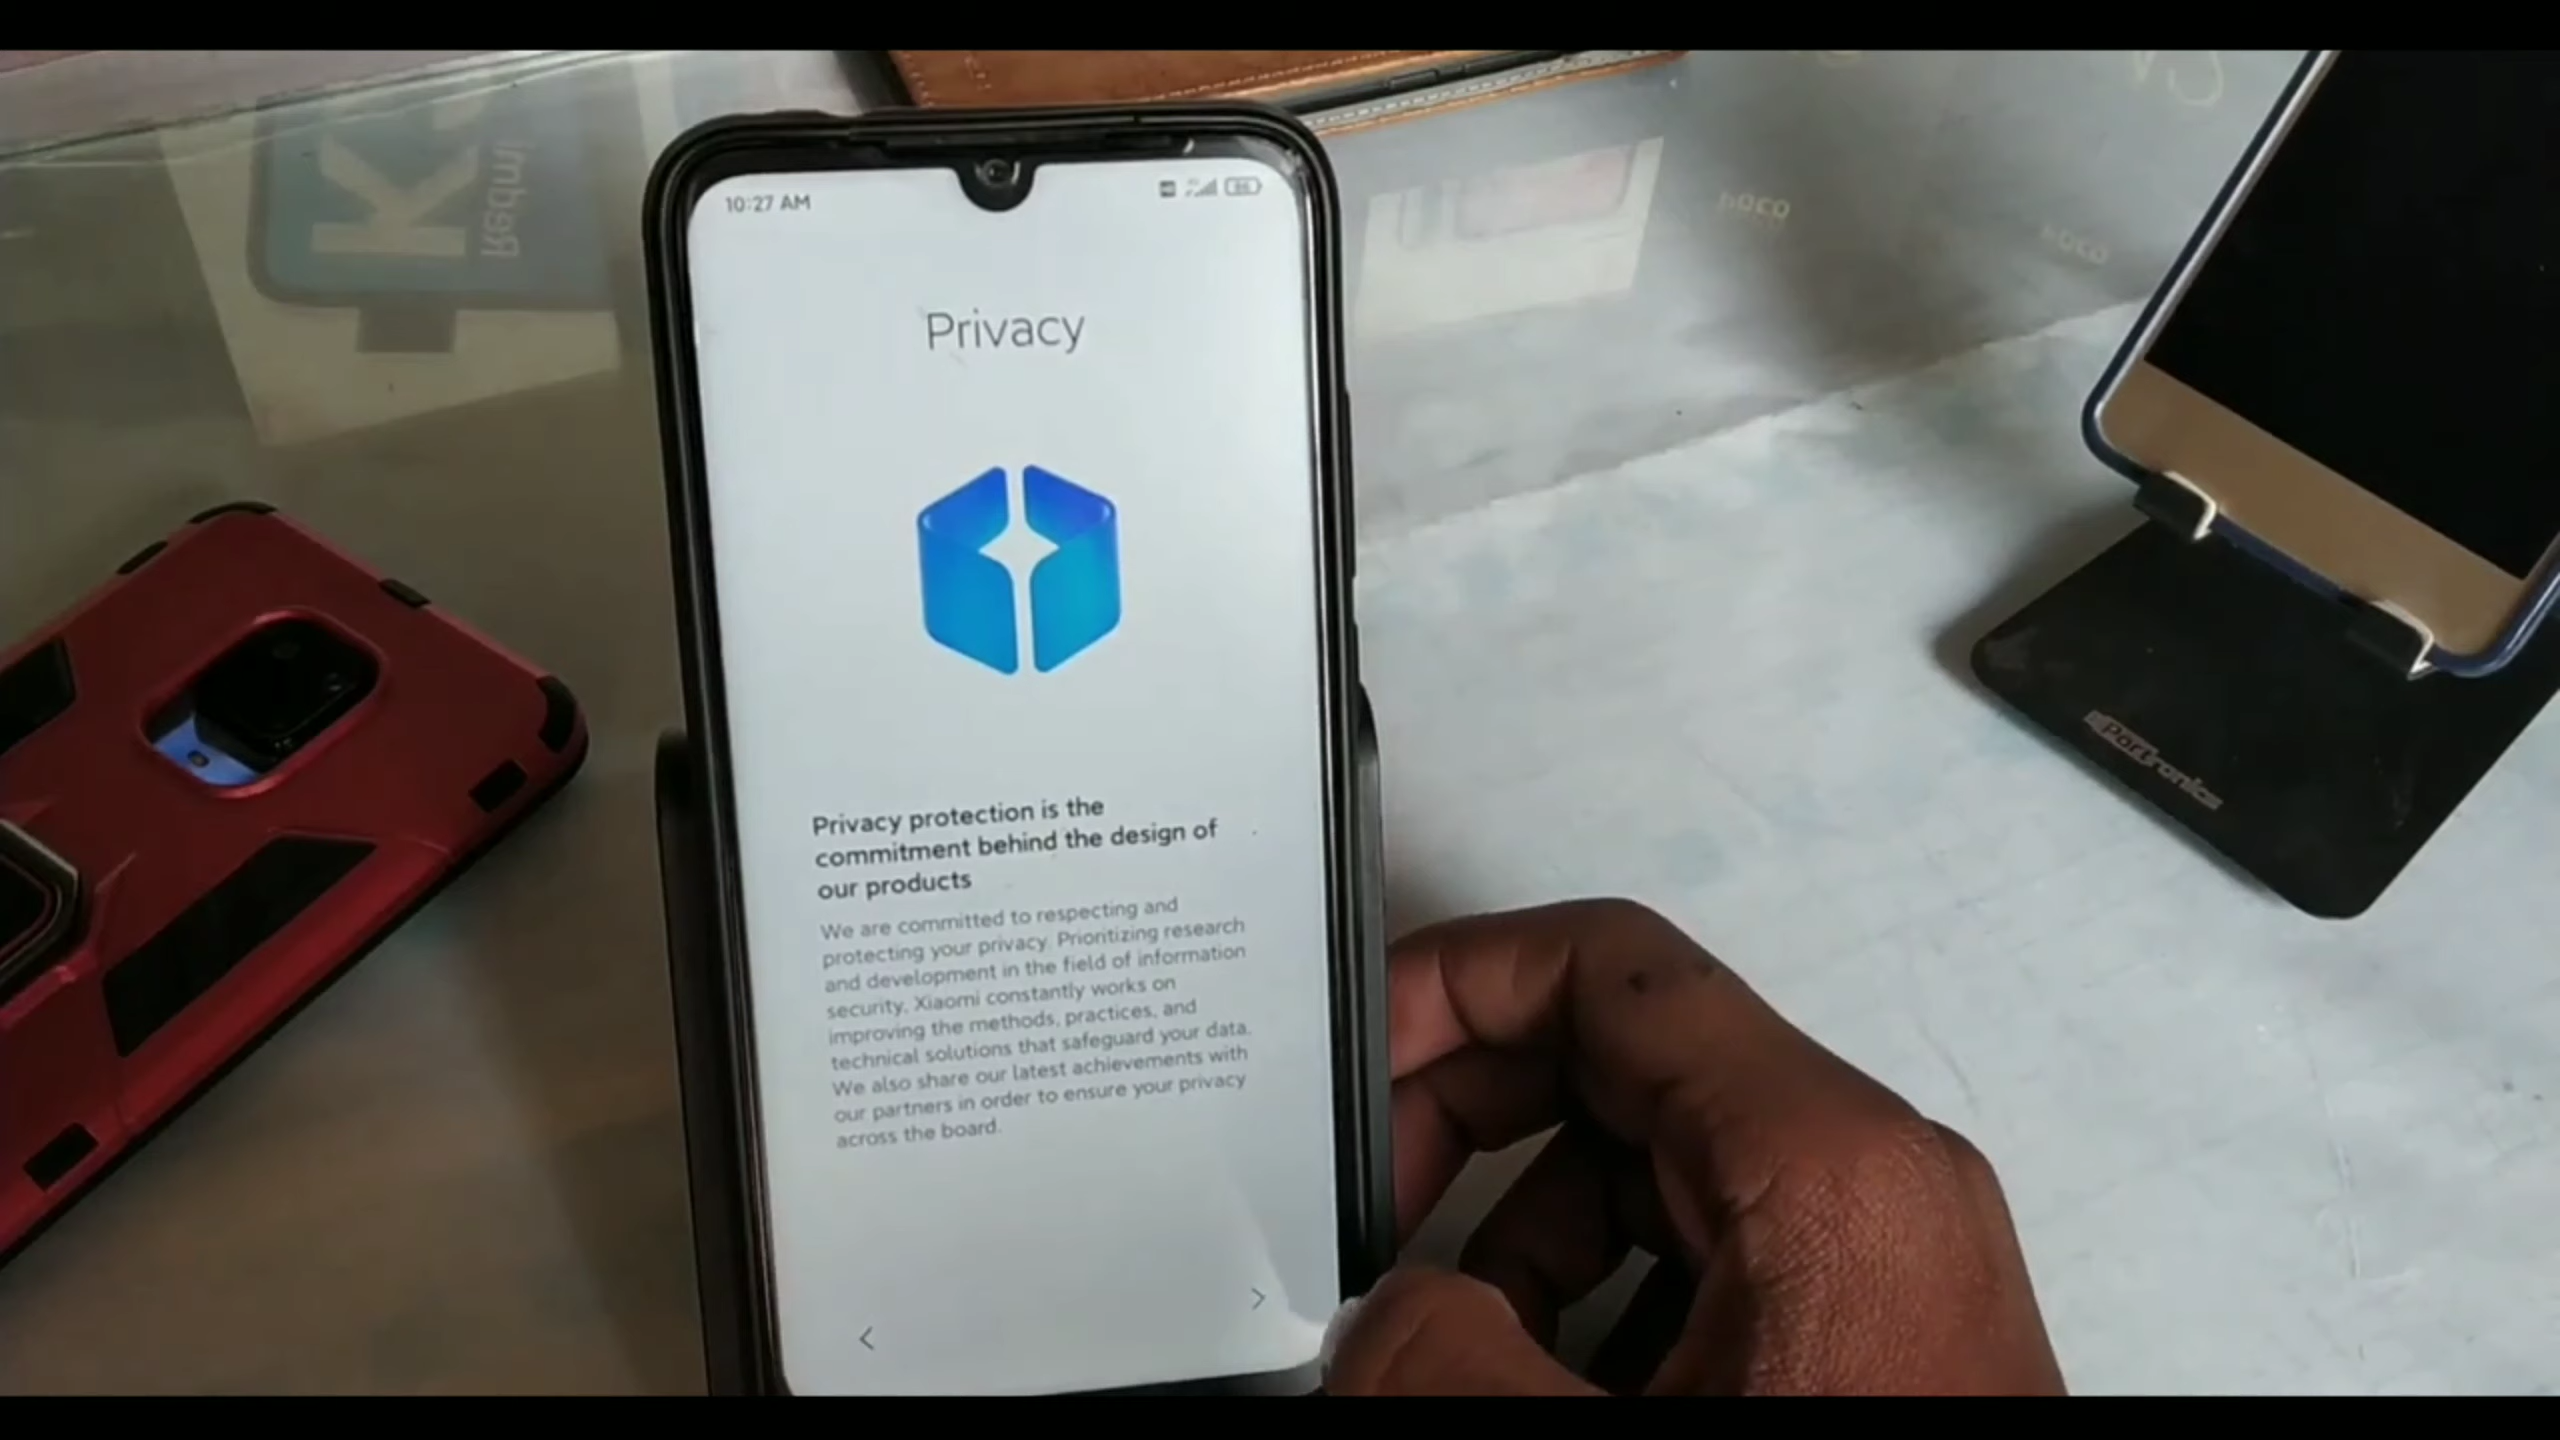 K
Redmi
poco
poco
10:27 AM
Privacy
Privacy protection is the
commitment behind the design of
our products
We are committed to respecting and
protecting your privacy. Prioritizing research
and development in the field of information
security, Xiaomi constantly works on
improving the methods, practices, and
technical solutions that safeguard your data.
We also share our latest achievements with
our partners in order to ensure your privacy
across the board.
Portronics